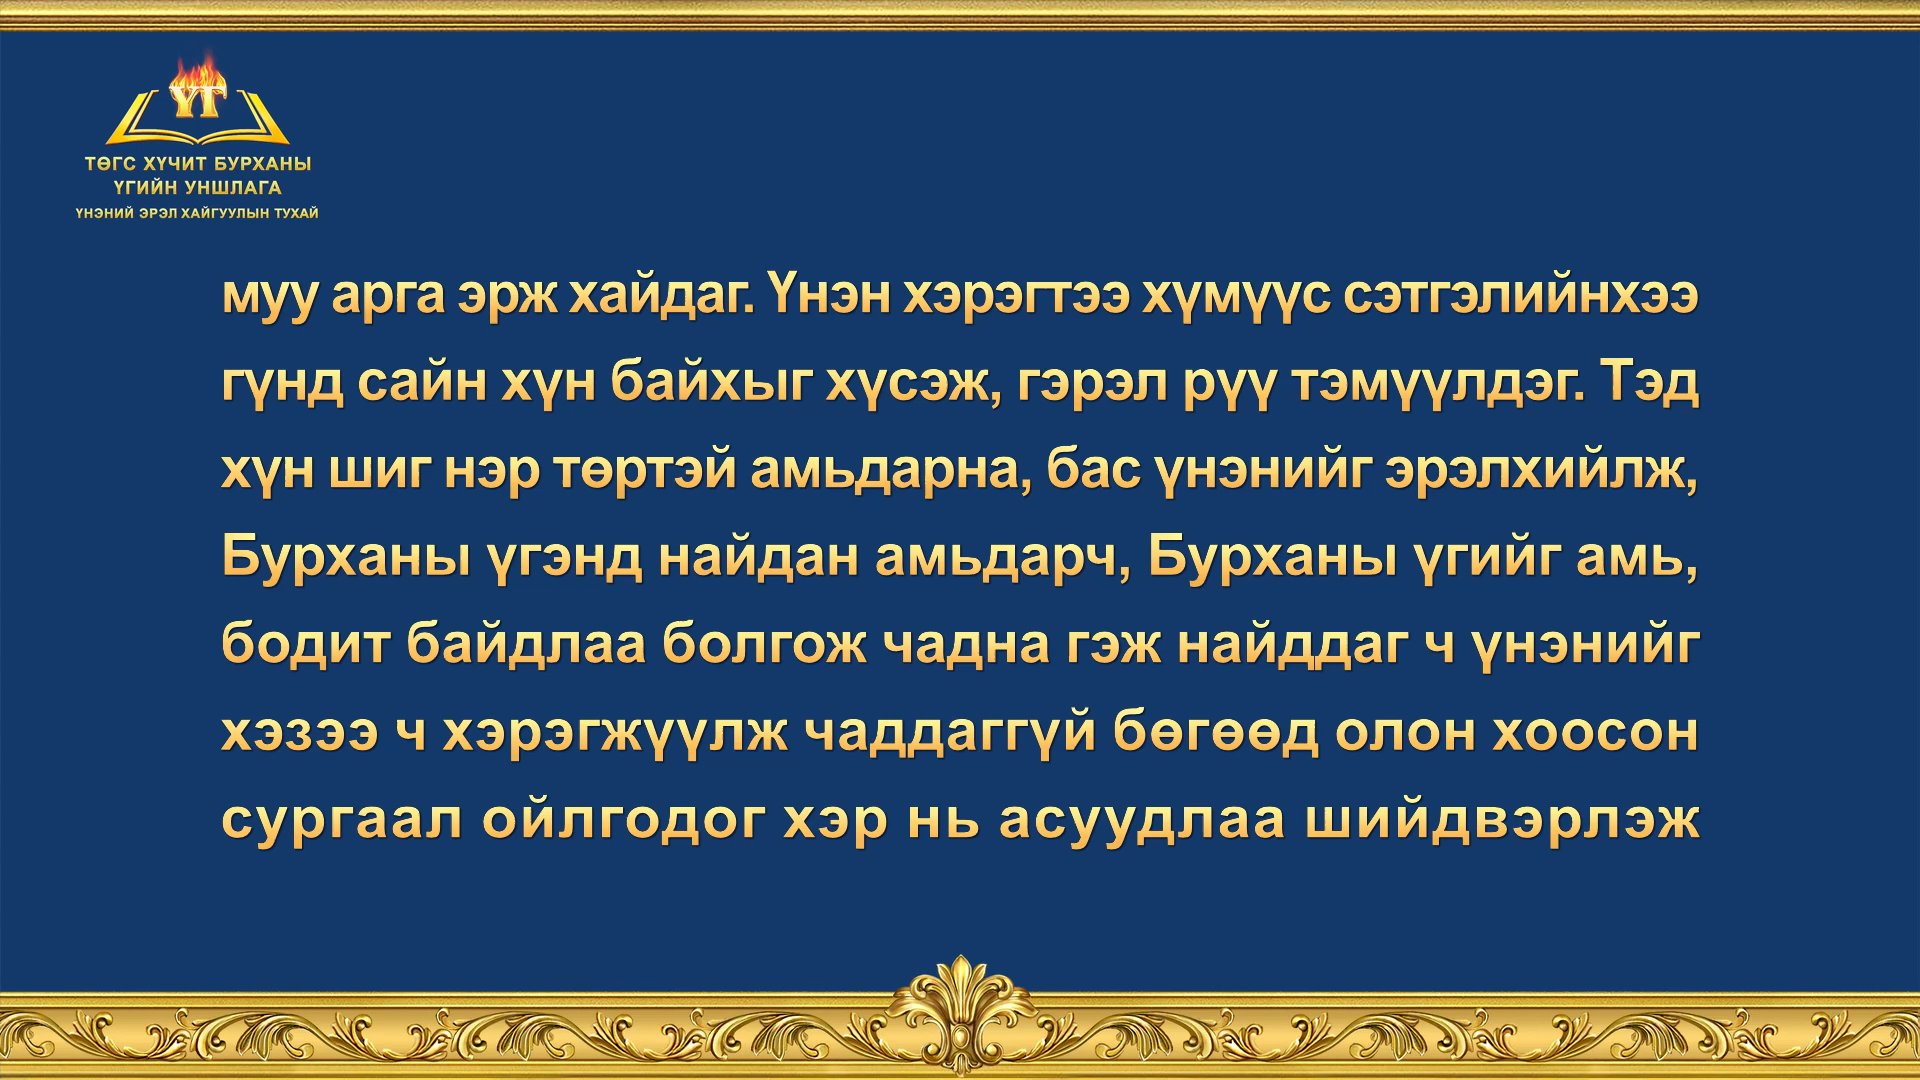 ҮГ
ТӨГС ХҮЧИТ БУРХАНЫ
ҮГИЙН УНШЛАГА
ҮНЭНИЙ ЭРЭЛ ХАЙГУУЛЫН ТУХАЙ
муу арга эрж хайдаг. Үнэн хэрэгтээ хүмүүс сэтгэлийнхээ
гүнд сайн хүн байхыг хүсэж, гэрэл рүү тэмүүлдэг. Тэд
хүн шиг нэр төртэй амьдарна, бас үнэнийг эрэлхийлж,
Бурханы үгэнд найдан амьдарч, Бурханы үгийг амь,
бодит байдлаа болгож чадна гэж найддаг ч үнэнийг
хэзээ ч хэрэгжүүлж чаддаггүй бөгөөд олон хоосон
сургаал ойлгодог хэр нь асуудлаа шийдвэрлэж